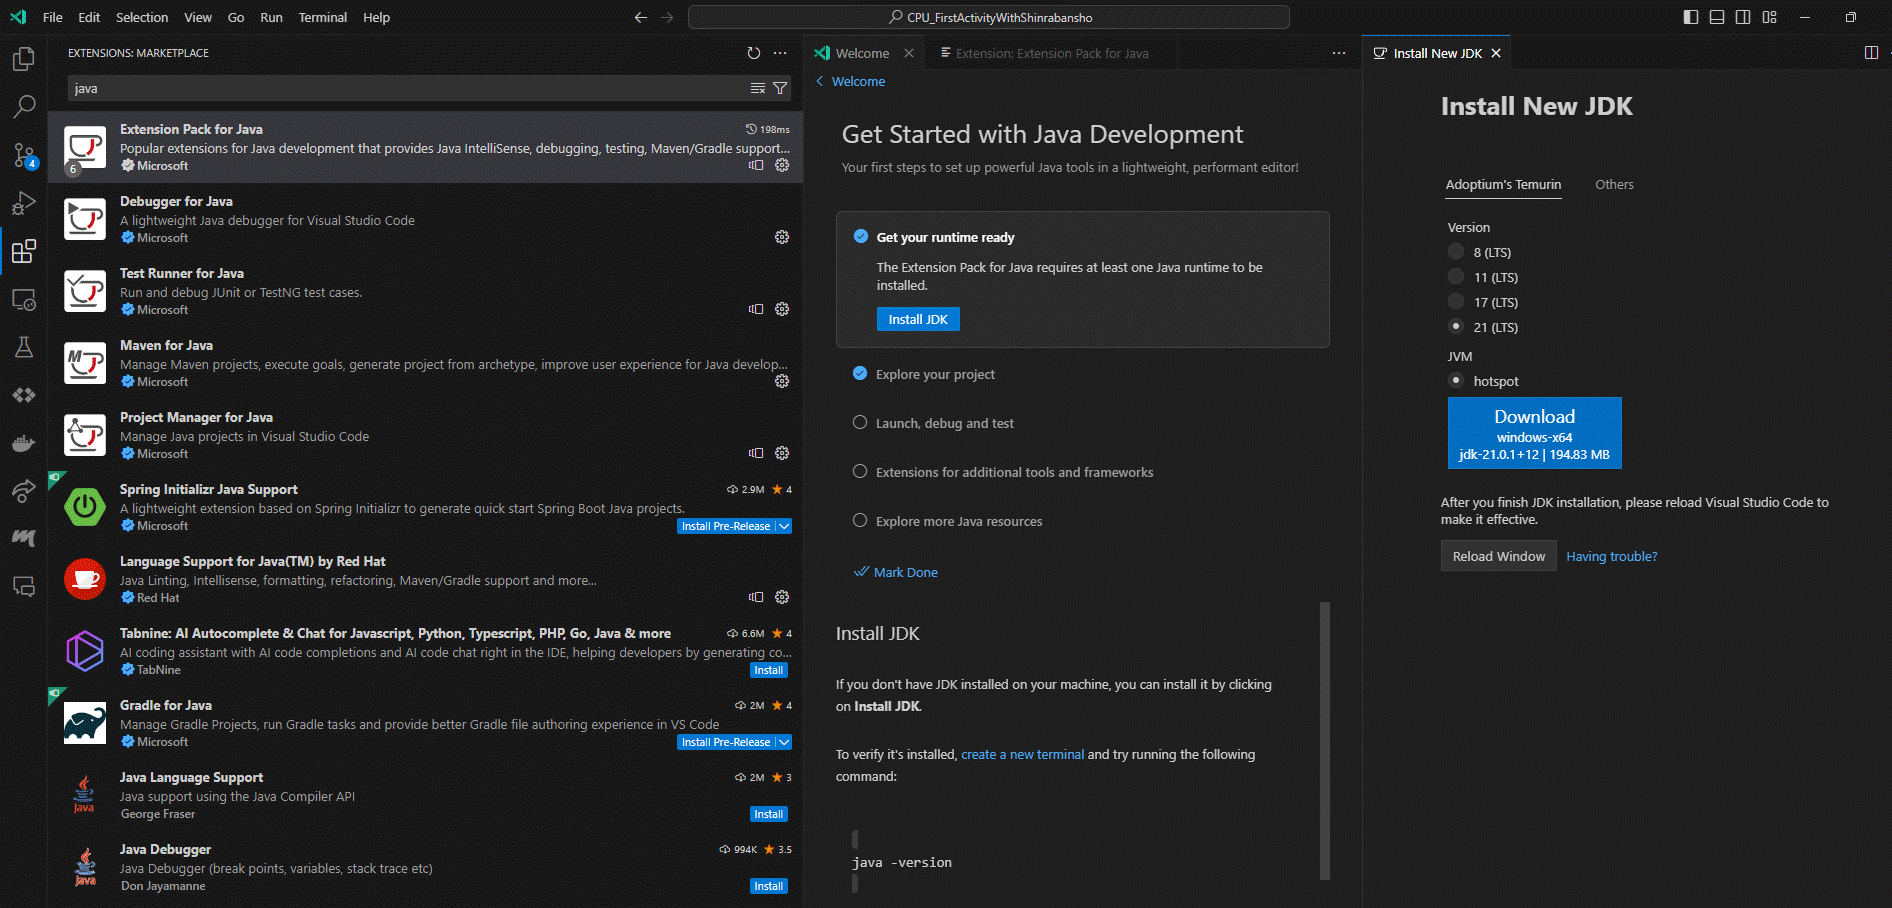 File Edit Selection View Go Run Terminal Help
CPU_FirstActivityWithShinrabansho
EXTENSIONS: MARKETPLACE
java
4
Extension Pack for Java
198ms
Popular extensions for Java development that provides Java IntelliSense, debugging, testing, Maven/Gradle support...
6
Microsoft
Debugger for Java
A lightweight Java debugger for Visual Studio Code
Microsoft
Test Runner for Java
Run and debug JUnit or TestNG test cases.
Microsoft
Maven for Java
Manage Maven projects, execute goals, generate project from archetype, improve user experience for Java develop...
Microsoft
Project Manager for Java
Manage Java projects in Visual Studio Code
Microsoft
Spring Initializr Java Support
2.9M 4
A lightweight extension based on Spring Initializr to generate quick start Spring Boot Java projects.
Microsoft
Install Pre-Release
Language Support for Java(TM) by Red Hat
Java Linting, Intellisense, formatting, refactoring, Maven/Gradle support and more...
Red Hat
Tabnine: AI Autocomplete & Chat for Javascript, Python, Typescript, PHP, Go, Java & more
6.6M 4
AI coding assistant with AI code completions and AI code chat right in the IDE, helping developers by generating co...
TabNine
Install
Gradle for Java
2M 4
Manage Gradle Projects, run Gradle tasks and provide better Gradle file authoring experience in VS Code
Microsoft
Install Pre-Release
Java Language Support
2M 3
Java support using the Java Compiler API
George Fraser
Install
Java
Java Debugger
994K 3.5
Java Debugger (break points, variables, stack trace etc)
Don Jayamanne
Install
Java
Welcome
Extension: Extension Pack for Java
Welcome
Get Started with Java Development
Your first steps to set up powerful Java tools in a lightweight, performant editor!
Get your runtime ready
The Extension Pack for Java requires at least one Java runtime to be
installed.
Install JDK
Explore your project
Launch, debug and test
Extensions for additional tools and frameworks
Explore more Java resources
Mark Done
Install JDK
If you don't have JDK installed on your machine, you can install it by clicking
on Install JDK.
To verify it's installed, create a new terminal and try running the following
command:
java -version
Install New JDK
Install New JDK
Adoptium's Temurin
Others
Version
8 (LTS)
11 (LTS)
17 (LTS)
21 (LTS)
JVM
hotspot
Download
windows-x64
jdk-21.0.1+12 | 194.83 MB
After you finish JDK installation, please reload Visual Studio Code to
make it effective.
Reload Window
Having trouble?